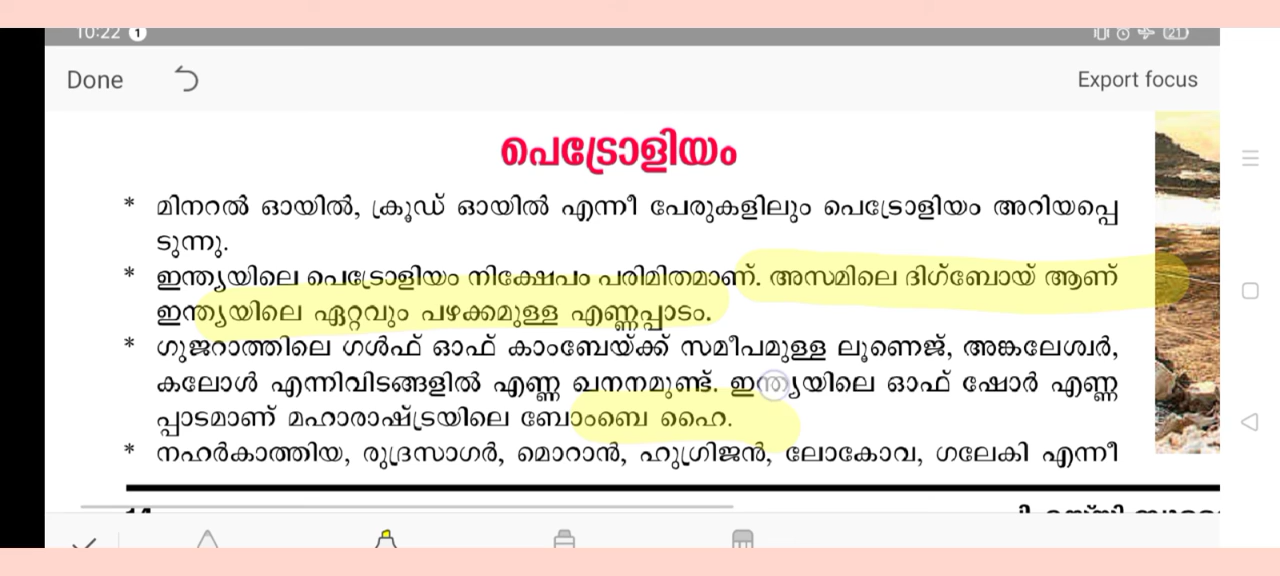 10:22 1 21
Done Export focus
പെട്രോളിയം
* മിനറൽ ഓയിൽ, ക്രൂഡ് ഓയിൽ എന്നീ പേരുകളിലും പെട്രോളിയം അറിയപ്പെ
ടുന്നു.
* ഇന്ത്യയിലെ പെട്രോളിയം നിക്ഷേപം പരിമിതമാണ്. അസമിലെ ദിഗ്ബോയ് ആണ്
ഇന്ത്യയിലെ ഏറ്റവും പഴക്കമുള്ള എണ്ണപ്പാടം.
* ഗുജറാത്തിലെ ഗൾഫ് ഓഫ് കാംബേയ്ക്ക് സമീപമുള്ള ലൂണെജ്, അങ്കലേശ്വർ,
കലോൾ എന്നിവിടങ്ങളിൽ എണ്ണ ഖനനമുണ്ട്. ഇന്ത്യയിലെ ഓഫ് ഷോർ എണ്ണ
പ്പാടമാണ് മഹാരാഷ്ട്രയിലെ ബോംബെ ഹൈ.
* നഹർകാത്തിയ, രുദ്രസാഗർ, മൊറാൻ, ഹുഗ്രിജൻ, ലോകോവ, ഗലേകി എന്നീ